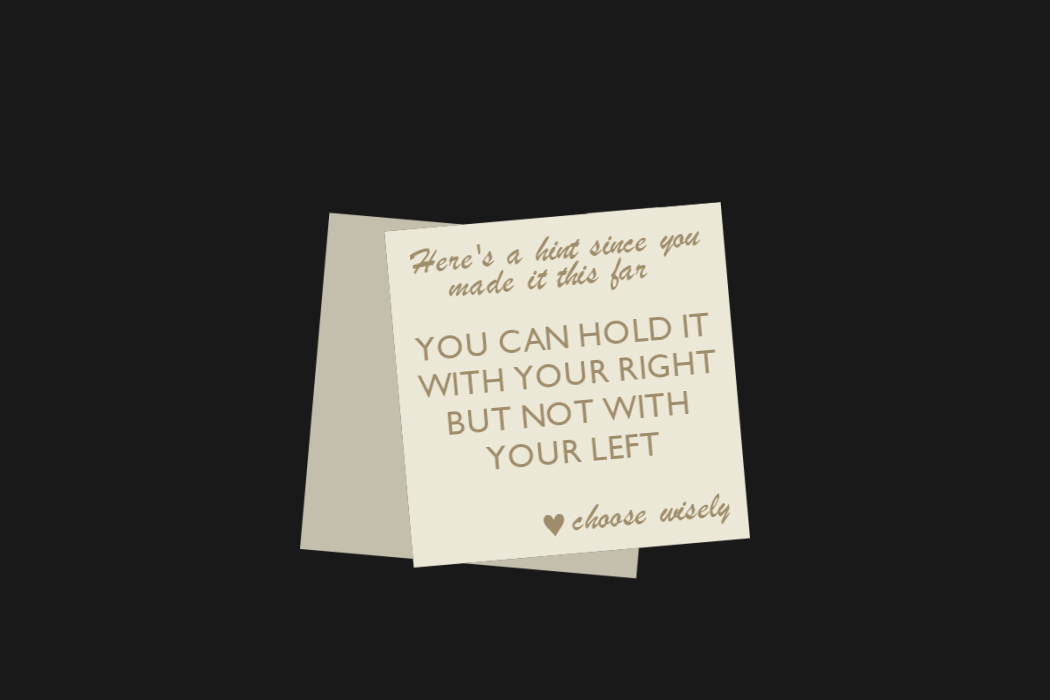 Here's a hint since you
made it this far
YOU CAN HOLD IT
WITH YOUR RIGHT
BUT NOT WITH
YOUR LEFT
♥ choose wisely